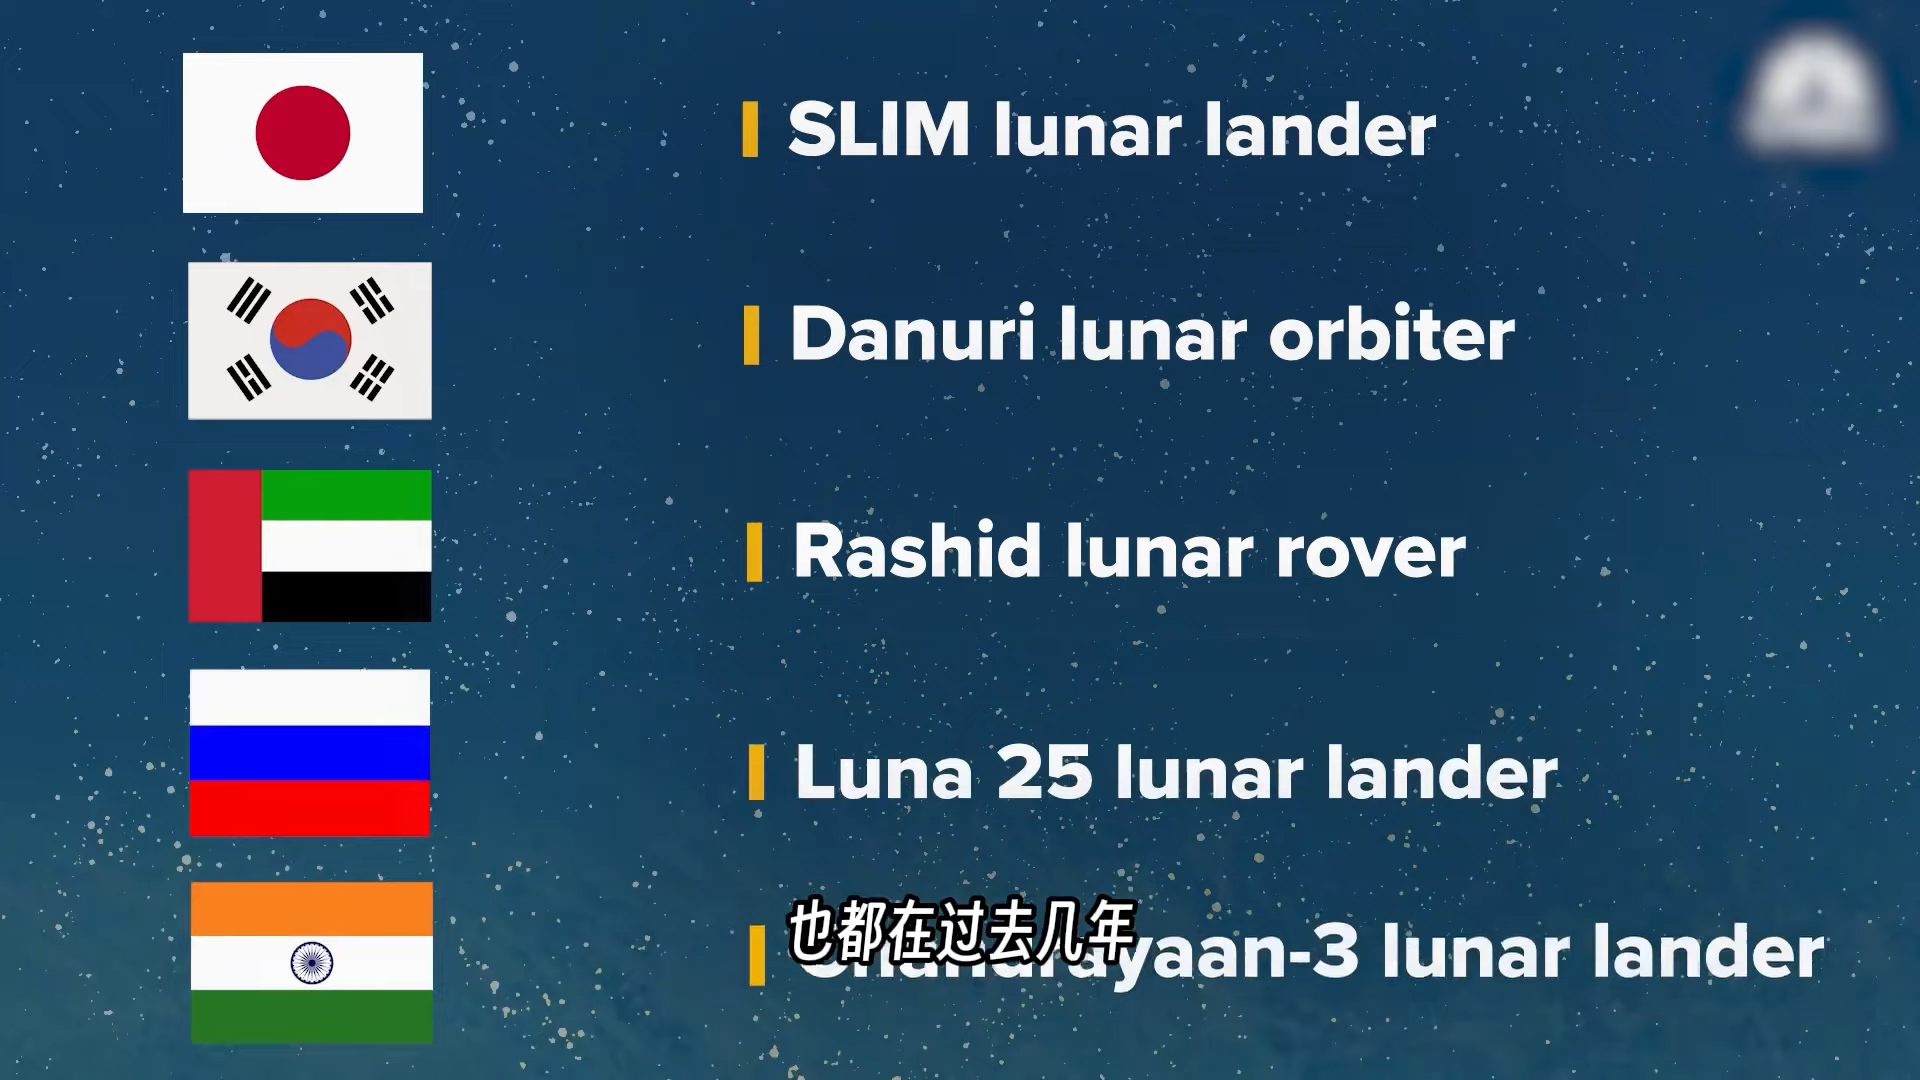 SLIM lunar lander
Danuri lunar orbiter
Rashid lunar rover
Luna 25 lunar lander
也都在过去几年
Chandrayaan-3 lunar lander